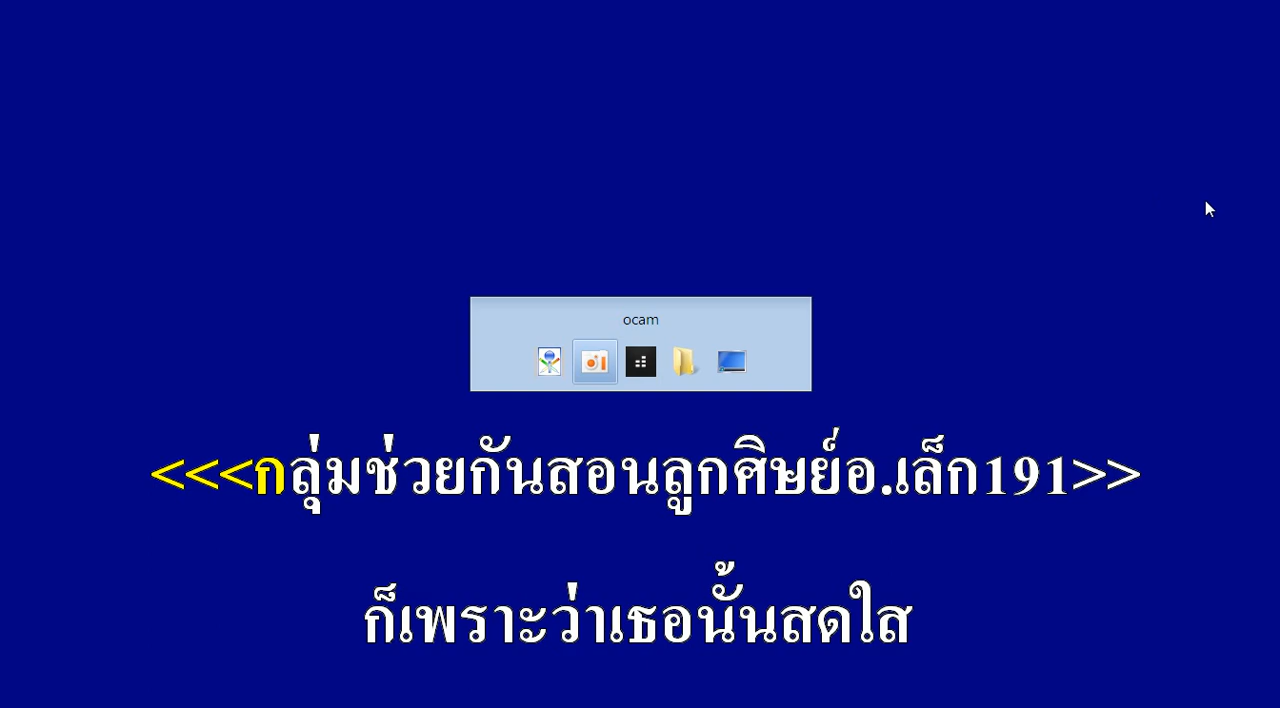 ocam
<<<กลุ่มช่วยกันสอนลูกศิษย์อ.เล็ก191>>
ก็เพราะว่าเธอนั้นสดใส